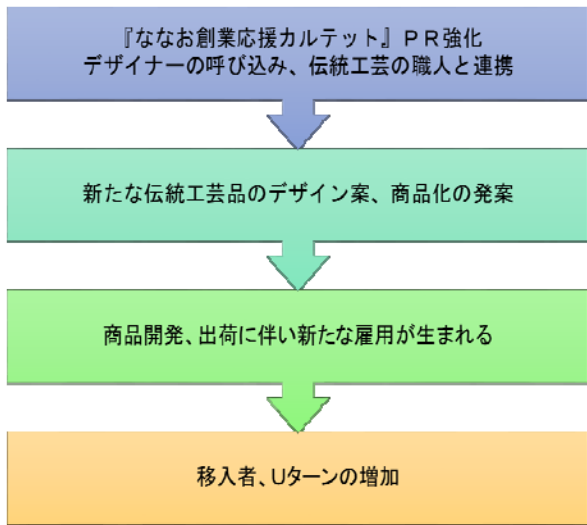 『ななお創業応援カルテット』ＰＲ強化
デザイナーの呼び込み、伝統工芸の職人と連携
新たな伝統工芸品のデザイン案、商品化の発案
商品開発、出荷に伴い新たな雇用が生まれる
移入者、Uターンの増加